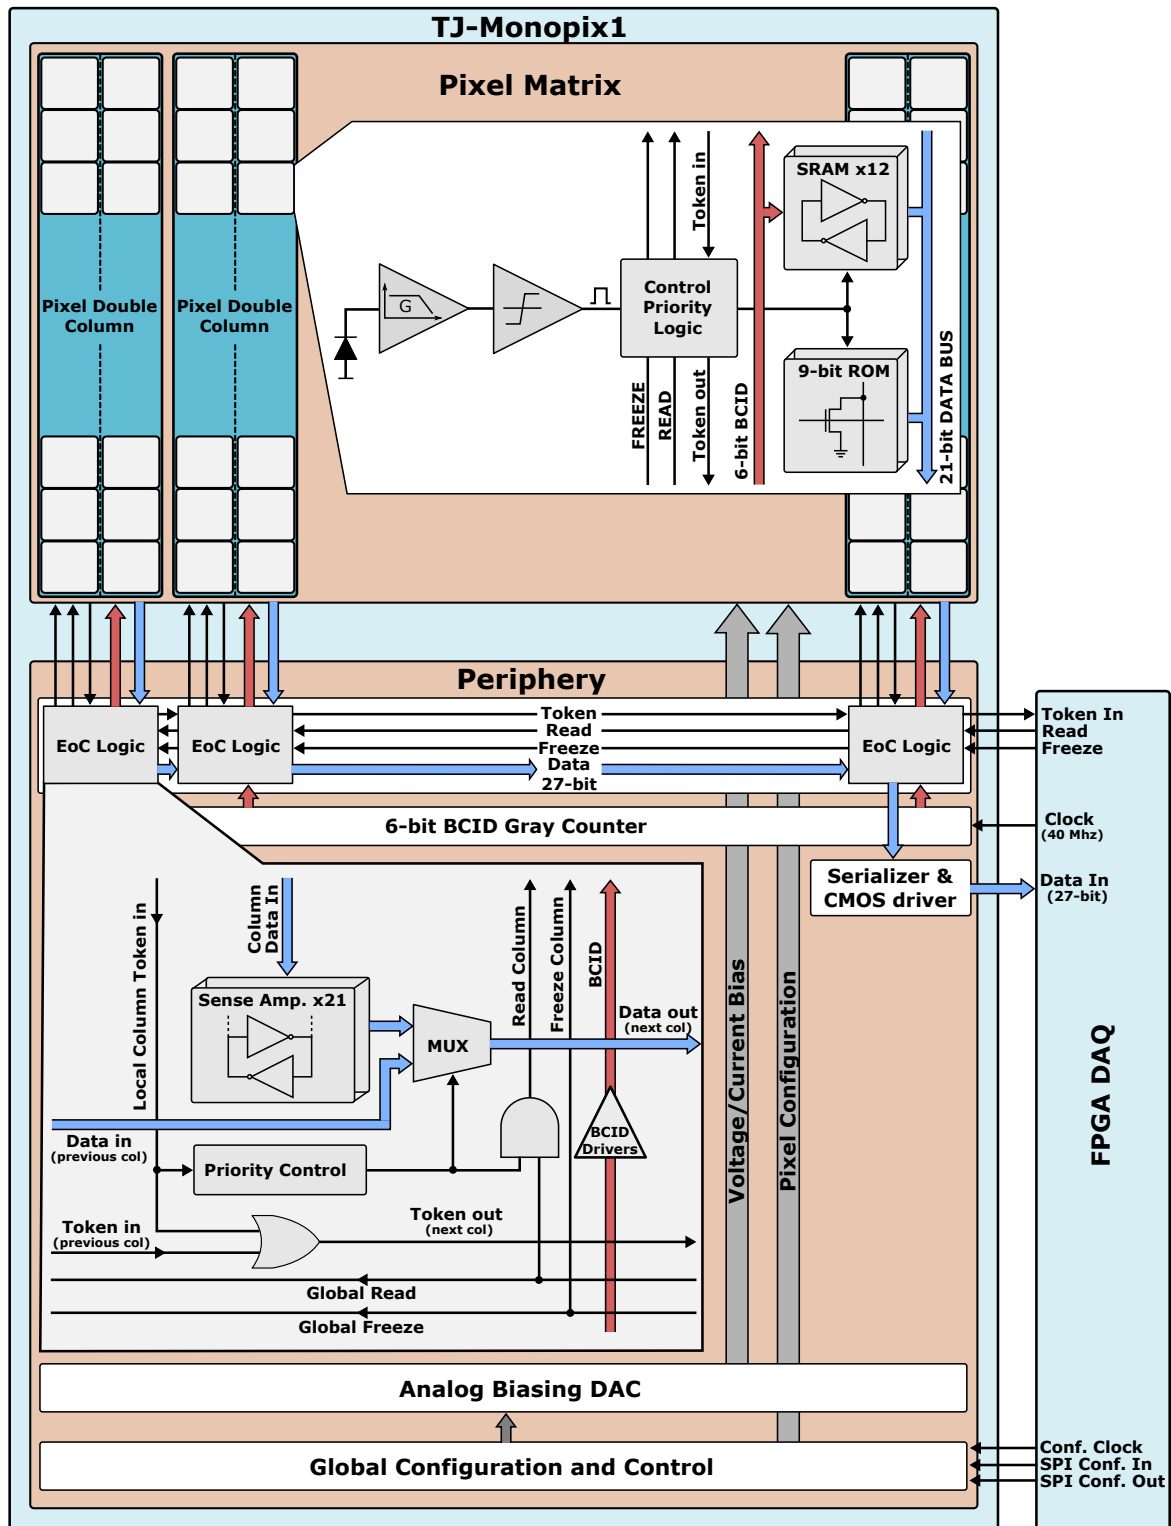 TJ-Monopix1
Pixel Matrix
Pixel Double
Column
Pixel Double
Column
G
FREEZE
READ
Token in
Token out
Control
Priority
Logic
6-bit BCID
SRAM x12
9-bit ROM
21-bit DATA BUS
Periphery
EoC Logic
EoC Logic
EoC Logic
Token
Read
Freeze
Data
27-bit
Token In
Read
Freeze
6-bit BCID Gray Counter
Clock
(40 Mhz)
Serializer &
CMOS driver
Data In
(27-bit)
Local Column Token in
Column
Data In
Sense Amp. x21
MUX
Read Column
Freeze Column
BCID
Data out
(next col)
Data in
(previous col)
Priority Control
BCID
Drivers
Token in
(previous col)
Token out
(next col)
Global Read
Global Freeze
Voltage/Current Bias
Pixel Configuration
FPGA DAQ
Analog Biasing DAC
Global Configuration and Control
Conf. Clock
SPI Conf. In
SPI Conf. Out